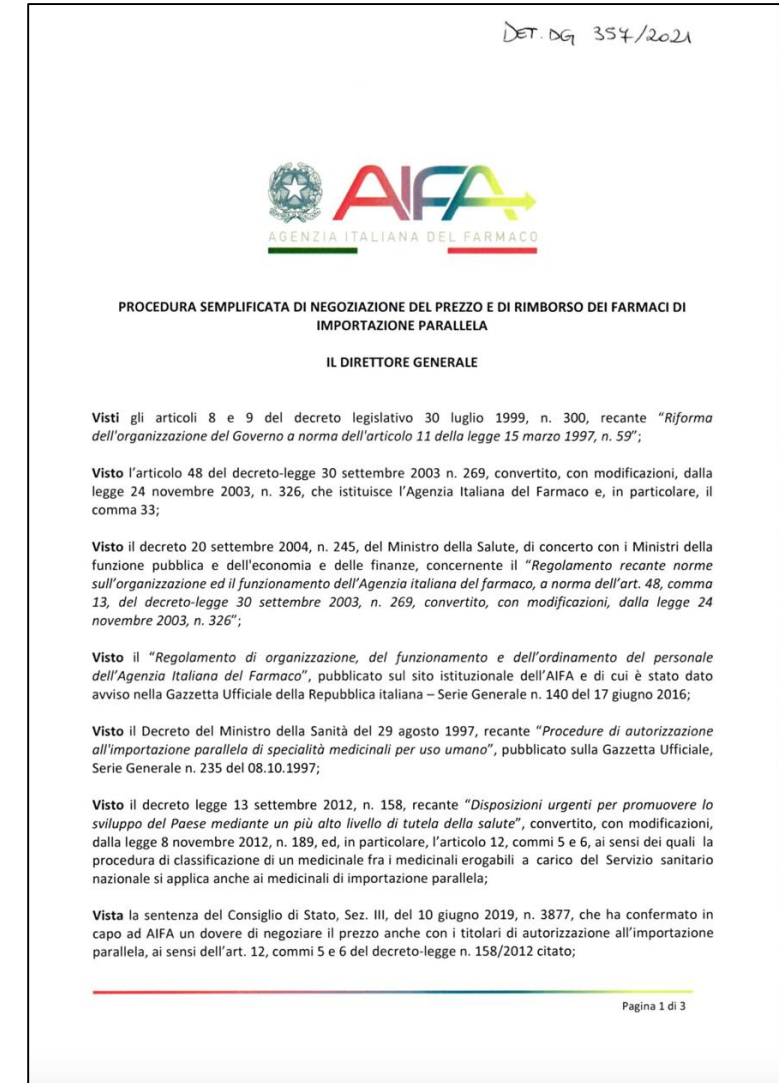 DET. DG 357/2021
AIFA
AGENZIA ITALIANA DEL FARMACO
PROCEDURA SEMPLIFICATA DI NEGOZIAZIONE DEL PREZZO E DI RIMBORSO DEI FARMACI DI
IMPORTAZIONE PARALLELA
IL DIRETTORE GENERALE
Visti gli articoli 8 e 9 del decreto legislativo 30 luglio 1999, n. 300, recante “Riforma
dell'organizzazione del Governo a norma dell'articolo 11 della legge 15 marzo 1997, n. 59”;
Visto l’articolo 48 del decreto-legge 30 settembre 2003 n. 269, convertito, con modificazioni, dalla
legge 24 novembre 2003, n. 326, che istituisce l’Agenzia Italiana del Farmaco e, in particolare, il
comma 33;
Visto il decreto 20 settembre 2004, n. 245, del Ministro della Salute, di concerto con i Ministri della
funzione pubblica e dell'economia e delle finanze, concernente il “Regolamento recante norme
sull’organizzazione ed il funzionamento dell’Agenzia italiana del farmaco, a norma dell’art. 48, comma
13, del decreto-legge 30 settembre 2003, n. 269, convertito, con modificazioni, dalla legge 24
novembre 2003, n. 326”;
Visto il “Regolamento di organizzazione, del funzionamento e dell’ordinamento del personale
dell’Agenzia Italiana del Farmaco”, pubblicato sul sito istituzionale dell’AIFA e di cui è stato dato
avviso nella Gazzetta Ufficiale della Repubblica italiana – Serie Generale n. 140 del 17 giugno 2016;
Visto il Decreto del Ministro della Sanità del 29 agosto 1997, recante “Procedure di autorizzazione
all'importazione parallela di specialità medicinali per uso umano”, pubblicato sulla Gazzetta Ufficiale,
Serie Generale n. 235 del 08.10.1997;
Visto il decreto legge 13 settembre 2012, n. 158, recante “Disposizioni urgenti per promuovere lo
sviluppo del Paese mediante un più alto livello di tutela della salute”, convertito, con modificazioni,
dalla legge 8 novembre 2012, n. 189, ed, in particolare, l’articolo 12, commi 5 e 6, ai sensi dei quali la
procedura di classificazione di un medicinale fra i medicinali erogabili a carico del Servizio sanitario
nazionale si applica anche ai medicinali di importazione parallela;
Vista la sentenza del Consiglio di Stato, Sez. III, del 10 giugno 2019, n. 3877, che ha confermato in
capo ad AIFA un dovere di negoziare il prezzo anche con i titolari di autorizzazione all’importazione
parallela, ai sensi dell’art. 12, commi 5 e 6 del decreto-legge n. 158/2012 citato;
Pagina 1 di 3